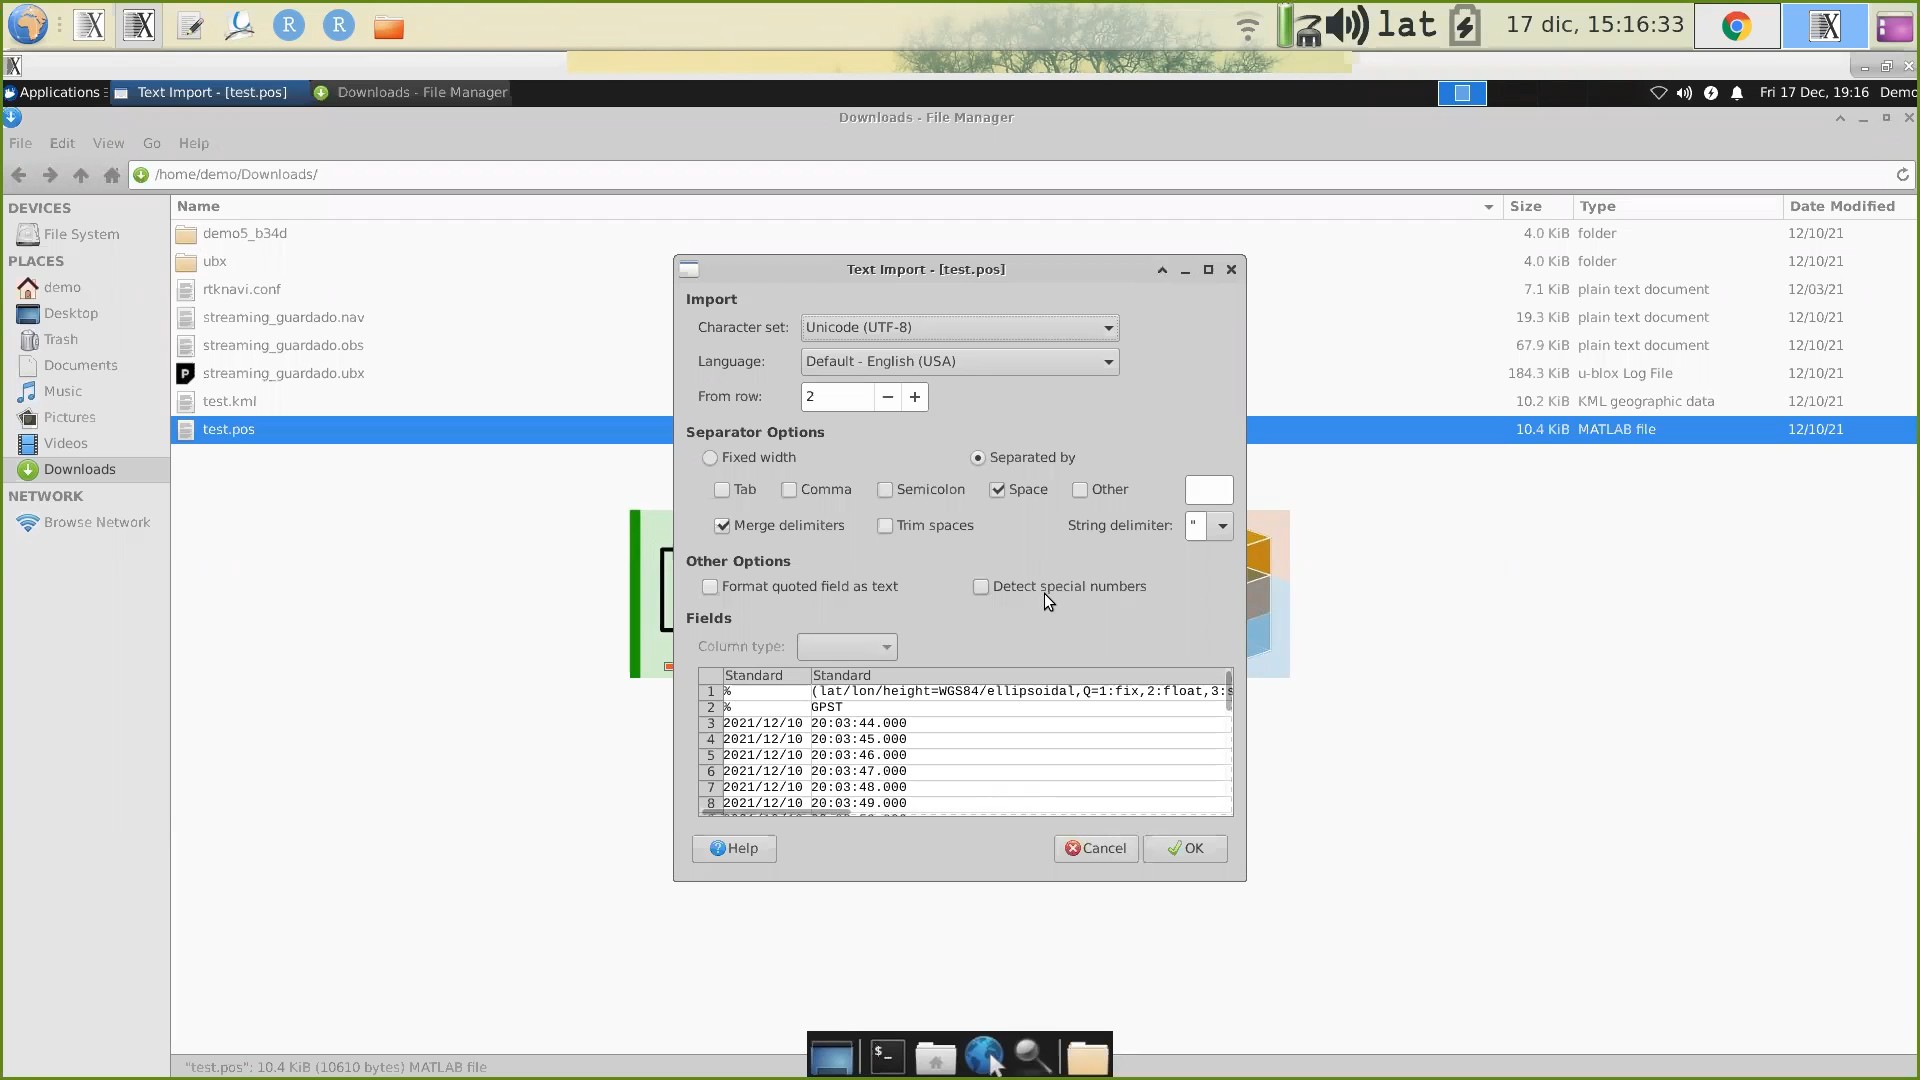 lat
17 dic, 15:16:33
Applications
Text Import - [test.pos]
Downloads - File Manager
Fri 17 Dec, 19:16
Demo
Downloads - File Manager
File Edit View Go Help
/home/demo/Downloads/
DEVICES
File System
PLACES
demo
Desktop
Trash
Documents
Music
Pictures
Videos
Downloads
NETWORK
Browse Network
Name Size Type Date Modified
demo5_b34d 4.0 KiB folder 12/10/21
ubx 4.0 KiB folder 12/10/21
rtknavi.conf 7.1 KiB plain text document 12/03/21
streaming_guardado.nav 19.3 KiB plain text document 12/10/21
streaming_guardado.obs 67.9 KiB plain text document 12/10/21
streaming_guardado.ubx 184.3 KiB u-blox Log File 12/10/21
test.kml 10.2 KiB KML geographic data 12/10/21
test.pos 10.4 KiB MATLAB file 12/10/21
Text Import - [test.pos]
Import
Character set: Unicode (UTF-8)
Language: Default - English (USA)
From row: 2
Separator Options
Fixed width Separated by
Tab Comma Semicolon Space Other
Merge delimiters Trim spaces String delimiter: "
Other Options
Format quoted field as text Detect special numbers
Fields
Column type:
Standard Standard
1 % (lat/lon/height=WGS84/ellipsoidal,Q=1:fix,2:float,3:s
2 % GPST
3 2021/12/10 20:03:44.000
4 2021/12/10 20:03:45.000
5 2021/12/10 20:03:46.000
6 2021/12/10 20:03:47.000
7 2021/12/10 20:03:48.000
8 2021/12/10 20:03:49.000
Help Cancel OK
"test.pos": 10.4 KiB (10610 bytes) MATLAB file